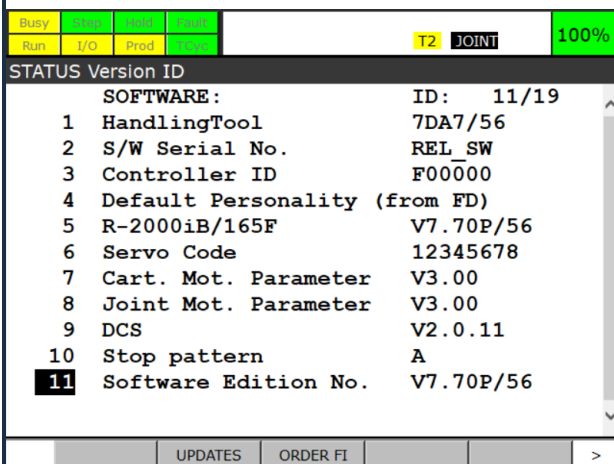 Busy Step Hold Fault
Run I/O Prod TCyc
T2 JOINT
100%
STATUS Version ID
SOFTWARE: ID: 11/19
1 HandlingTool 7DA7/56
2 S/W Serial No. REL_SW
3 Controller ID F00000
4 Default Personality (from FD)
5 R-2000iB/165F V7.70P/56
6 Servo Code 12345678
7 Cart. Mot. Parameter V3.00
8 Joint Mot. Parameter V3.00
9 DCS V2.0.11
10 Stop pattern A
11 Software Edition No. V7.70P/56
UPDATES ORDER FI >